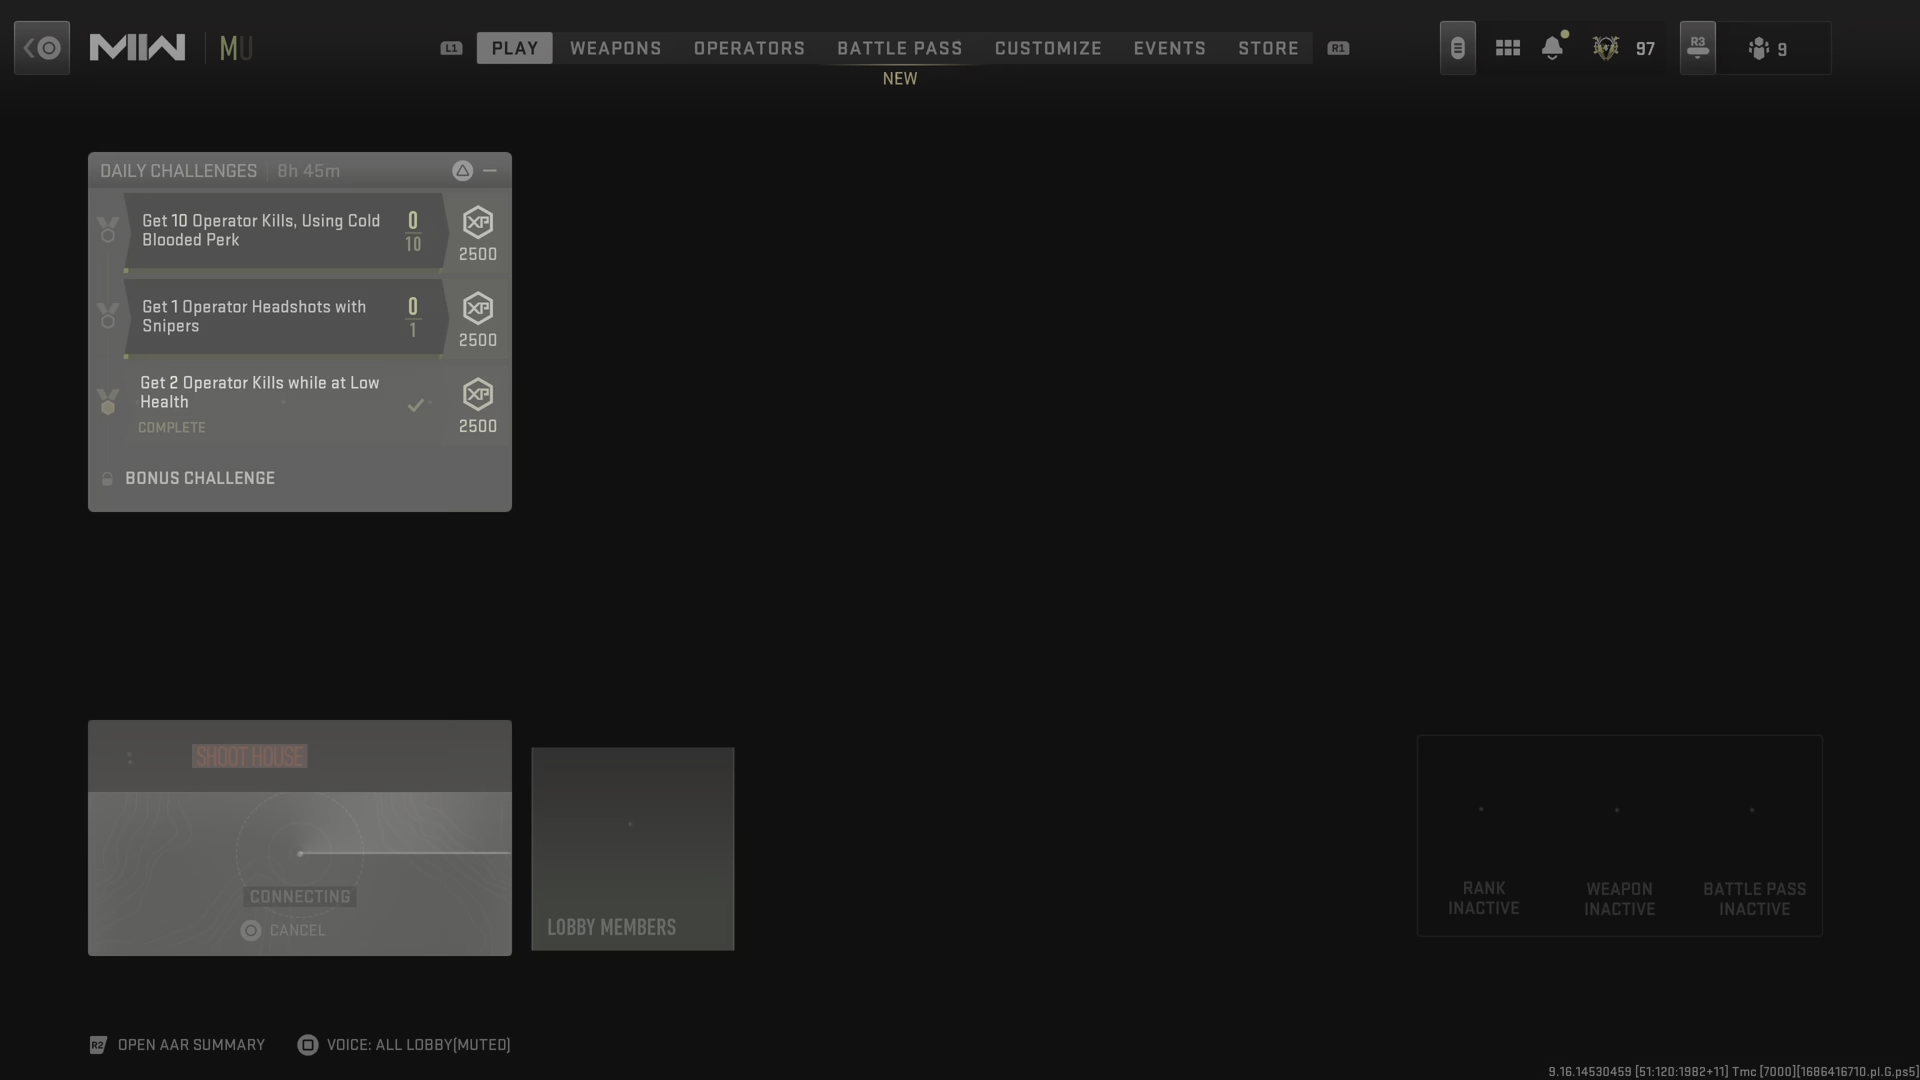 MW
MU
L1
PLAY
WEAPONS
OPERATORS
BATTLE PASS
CUSTOMIZE
EVENTS
STORE
R1
97
R3
9
NEW
DAILY CHALLENGES 8h 45m
Get 10 Operator Kills, Using Cold
Blooded Perk
0
10
XP
2500
Get 1 Operator Headshots with
Snipers
0
1
XP
2500
Get 2 Operator Kills while at Low
Health
COMPLETE
XP
2500
BONUS CHALLENGE
: SHOOT HOUSE
CONNECTING
CANCEL
LOBBY MEMBERS
RANK
INACTIVE
WEAPON
INACTIVE
BATTLE PASS
INACTIVE
R2 OPEN AAR SUMMARY
VOICE: ALL LOBBY(MUTED)
9.16.14530459 [51:120:1982+11] Tmc [7000][1686416710.pl.G.ps5]